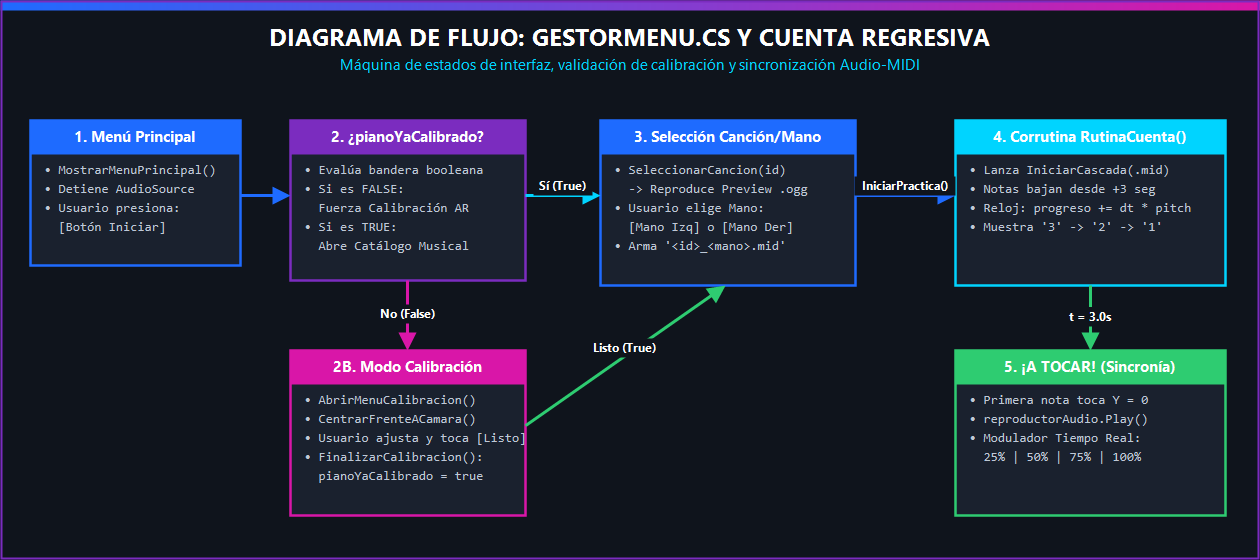 DIAGRAMA DE FLUJO: GESTORMENU.CS Y CUENTA REGRESIVA
Máquina de estados de interfaz, validación de calibración y sincronización Audio-MIDI
1. Menú Principal
• MostrarMenuPrincipal()
• Detiene AudioSource
• Usuario presiona:
[Botón Iniciar]
2. ¿pianoYaCalibrado?
• Evalúa bandera booleana
• Si es FALSE:
Fuerza Calibración AR
• Si es TRUE:
Abre Catálogo Musical
Sí (True)
No (False)
2B. Modo Calibración
• AbrirMenuCalibracion()
• CentrarFrenteACamara()
• Usuario ajusta y toca [Listo]
• FinalizarCalibracion():
pianoYaCalibrado = true
Listo (True)
3. Selección Canción/Mano
• SeleccionarCancion(id)
-> Reproduce Preview .ogg
• Usuario elige Mano:
[Mano Izq] o [Mano Der]
• Arma '<id>_<mano>.mid'
IniciarPractica()
4. Corrutina RutinaCuenta()
• Lanza IniciarCascada(.mid)
• Notas bajan desde +3 seg
• Reloj: progreso += dt * pitch
• Muestra '3' -> '2' -> '1'
t = 3.0s
5. ¡A TOCAR! (Sincronía)
• Primera nota toca Y = 0
• reproductorAudio.Play()
• Modulador Tiempo Real:
25% | 50% | 75% | 100%